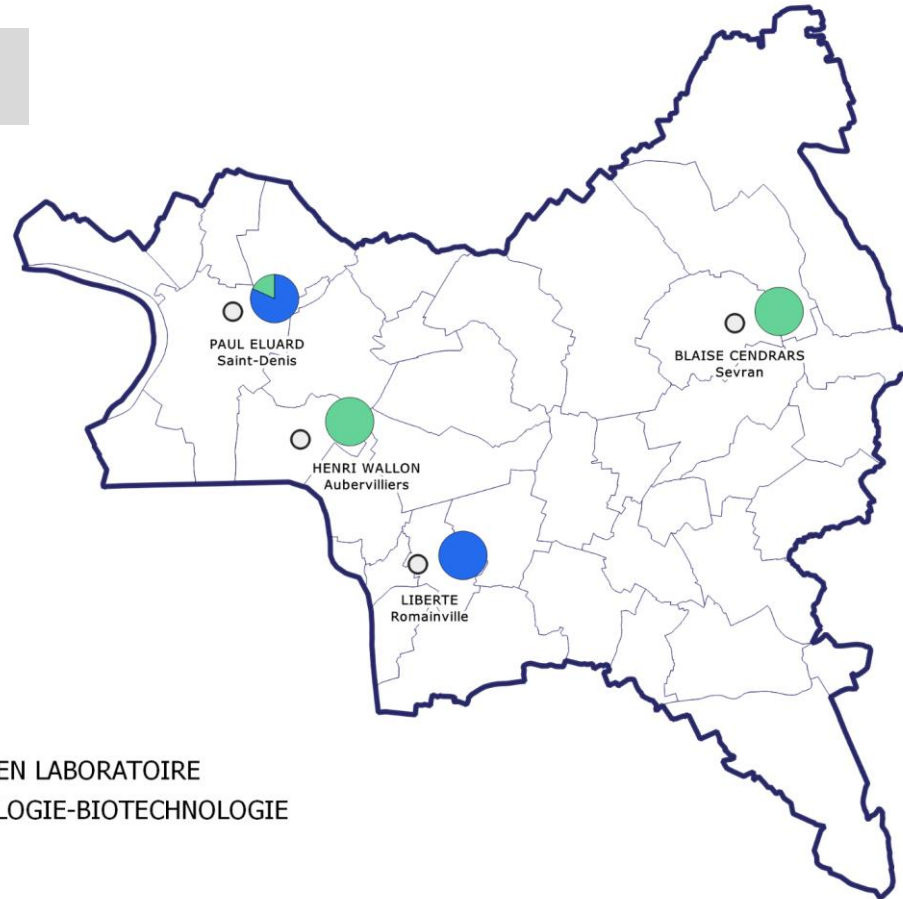 PAUL ELUARD
Saint-Denis
BLAISE CENDRARS
Sevran
HENRI WALLON
Aubervilliers
LIBERTE
Romainville
EN LABORATOIRE
LOGIE-BIOTECHNOLOGIE